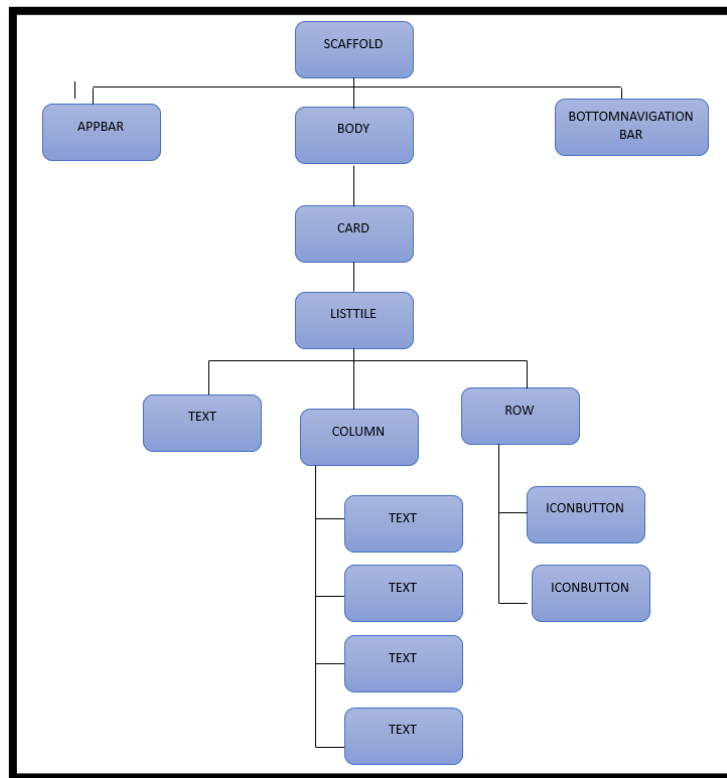 SCAFFOLD
APPBAR
BODY
BOTTOMNAVIGATION
BAR
CARD
LISTTILE
TEXT
COLUMN
ROW
TEXT
ICONBUTTON
TEXT
ICONBUTTON
TEXT
TEXT